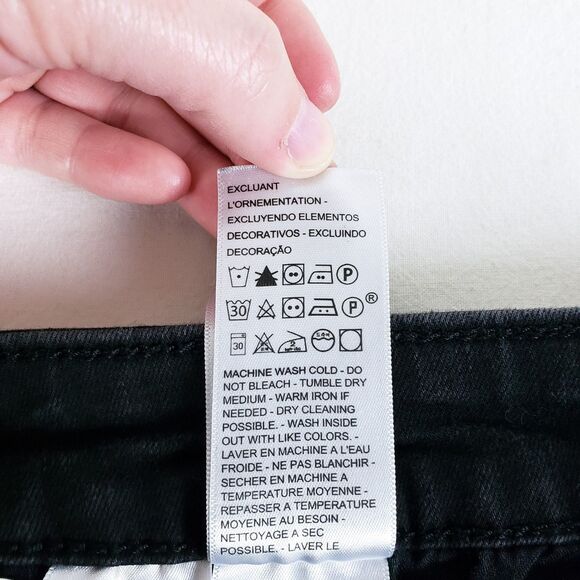 EXCLUANT
L'ORNEMENTATION -
EXCLUYENDO ELEMENTOS
DECORATIVOS - EXCLUINDO
DECORAÇÃO
P
30 P ®
30
MACHINE WASH COLD - DO
NOT BLEACH - TUMBLE DRY
MEDIUM - WARM IRON IF
NEEDED - DRY CLEANING
POSSIBLE. - WASH INSIDE
OUT WITH LIKE COLORS. -
LAVER EN MACHINE A L'EAU
FROIDE - NE PAS BLANCHIR -
SECHER EN MACHINE A
TEMPERATURE MOYENNE -
REPASSER A TEMPERATURE
MOYENNE AU BESOIN -
NETTOYAGE A SEC
POSSIBLE. - LAVER LE